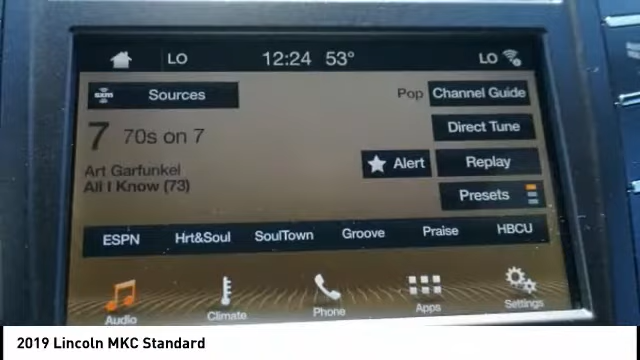 LO 12:24 53° LO
sxm Sources
Pop Channel Guide
7 70s on 7
Direct Tune
Art Garfunkel
All I Know (73)
Alert
Replay
Presets
ESPN Hrt&Soul SoulTown Groove Praise HBCU
Audio Climate Phone Apps Settings
2019 Lincoln MKC Standard